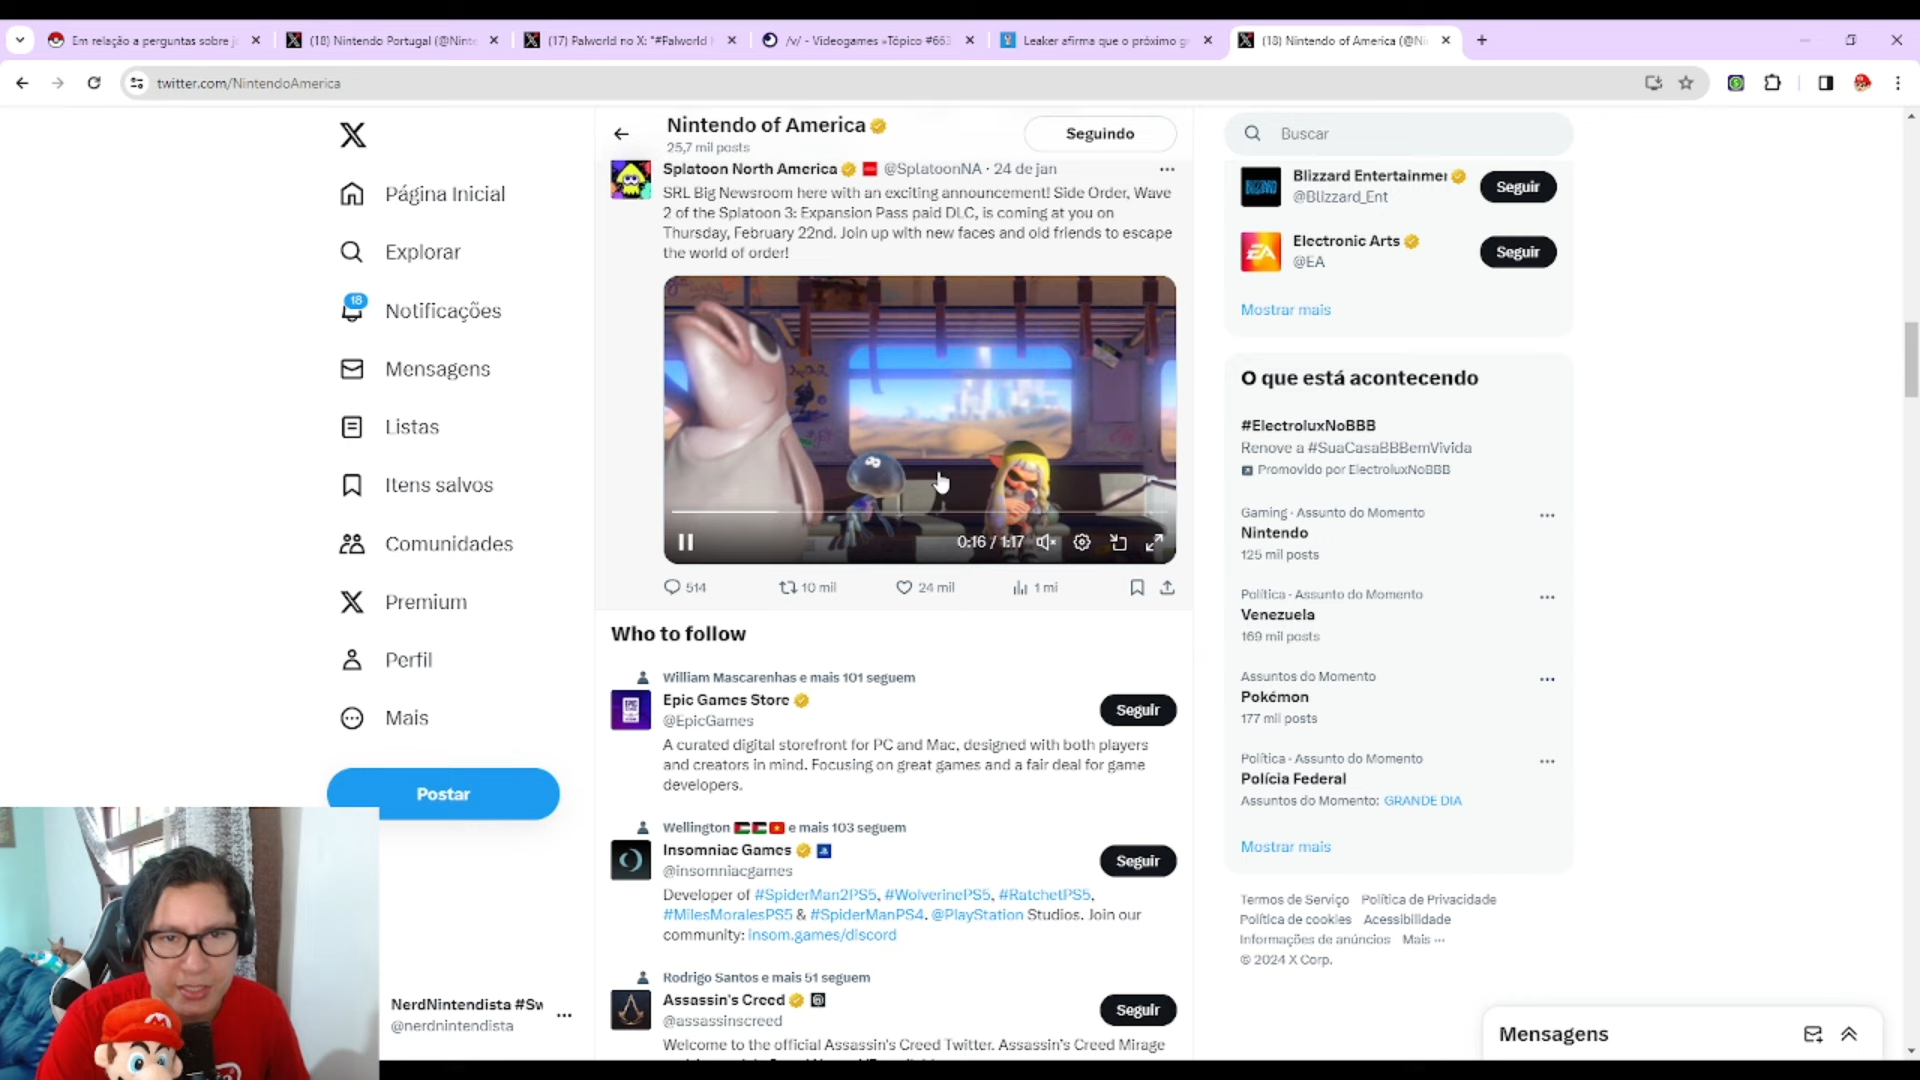 Em relação a perguntas sobre j
(18) Nintendo Portugal (@Ninte
(17) Palworld no X: "#Palworld
/v/ - Videogames »Tópico #663
Leaker afirma que o próximo g
(18) Nintendo of America (@Ni
twitter.com/NintendoAmerica
Página Inicial
Explorar
18
Notificações
Mensagens
Listas
Itens salvos
Comunidades
Premium
Perfil
Mais
Postar
NerdNintendista #Sw
@nerdnintendista
Nintendo of America
25,7 mil posts
Seguindo
Splatoon North America @SplatoonNA · 24 de jan
SRL Big Newsroom here with an exciting announcement! Side Order, Wave
2 of the Splatoon 3: Expansion Pass paid DLC, is coming at you on
Thursday, February 22nd. Join up with new faces and old friends to escape
the world of order!
0:16 / 1:17
514
10 mil
24 mil
1 mi
Who to follow
William Mascarenhas e mais 101 seguem
Epic Games Store
@EpicGames
Seguir
A curated digital storefront for PC and Mac, designed with both players
and creators in mind. Focusing on great games and a fair deal for game
developers.
Wellington e mais 103 seguem
Insomniac Games
@insomniacgames
Seguir
Developer of #SpiderMan2PS5, #WolverinePS5, #RatchetPS5,
#MilesMoralesPS5 & #SpiderManPS4. @PlayStation Studios. Join our
community: insom.games/discord
Rodrigo Santos e mais 51 seguem
Assassin's Creed
@assassinscreed
Seguir
Welcome to the official Assassin's Creed Twitter. Assassin's Creed Mirage
Buscar
Blizzard Entertainmer
@Blizzard_Ent
Seguir
Electronic Arts
@EA
Seguir
Mostrar mais
O que está acontecendo
#ElectroluxNoBBB
Renove a #SuaCasaBBBemVivida
Promovido por ElectroluxNoBBB
Gaming · Assunto do Momento
Nintendo
125 mil posts
Política · Assunto do Momento
Venezuela
169 mil posts
Assuntos do Momento
Pokémon
177 mil posts
Política · Assunto do Momento
Polícia Federal
Assuntos do Momento: GRANDE DIA
Mostrar mais
Termos de Serviço Política de Privacidade
Política de cookies Acessibilidade
Informações de anúncios Mais ···
© 2024 X Corp.
Mensagens